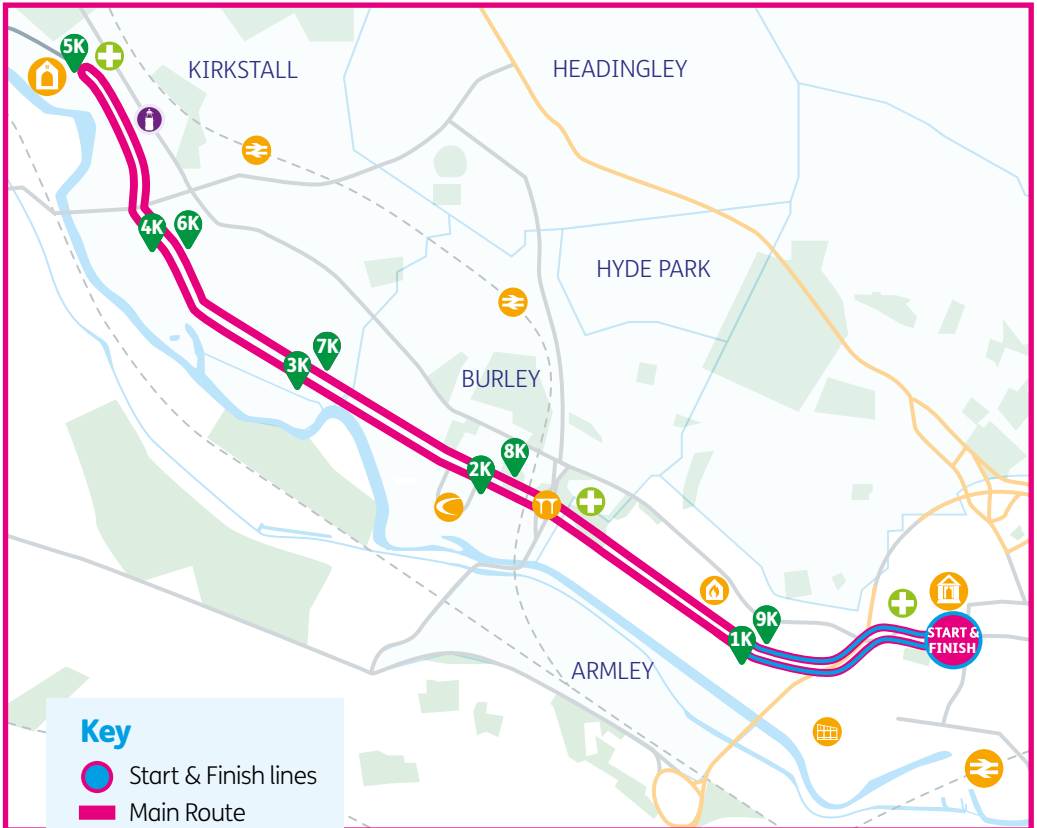 5K
KIRKSTALL
HEADINGLEY
4K
6K
HYDE PARK
7K
3K
BURLEY
8K
2K
9K
1K
START &
FINISH
ARMLEY
Key
Start & Finish lines
Main Route